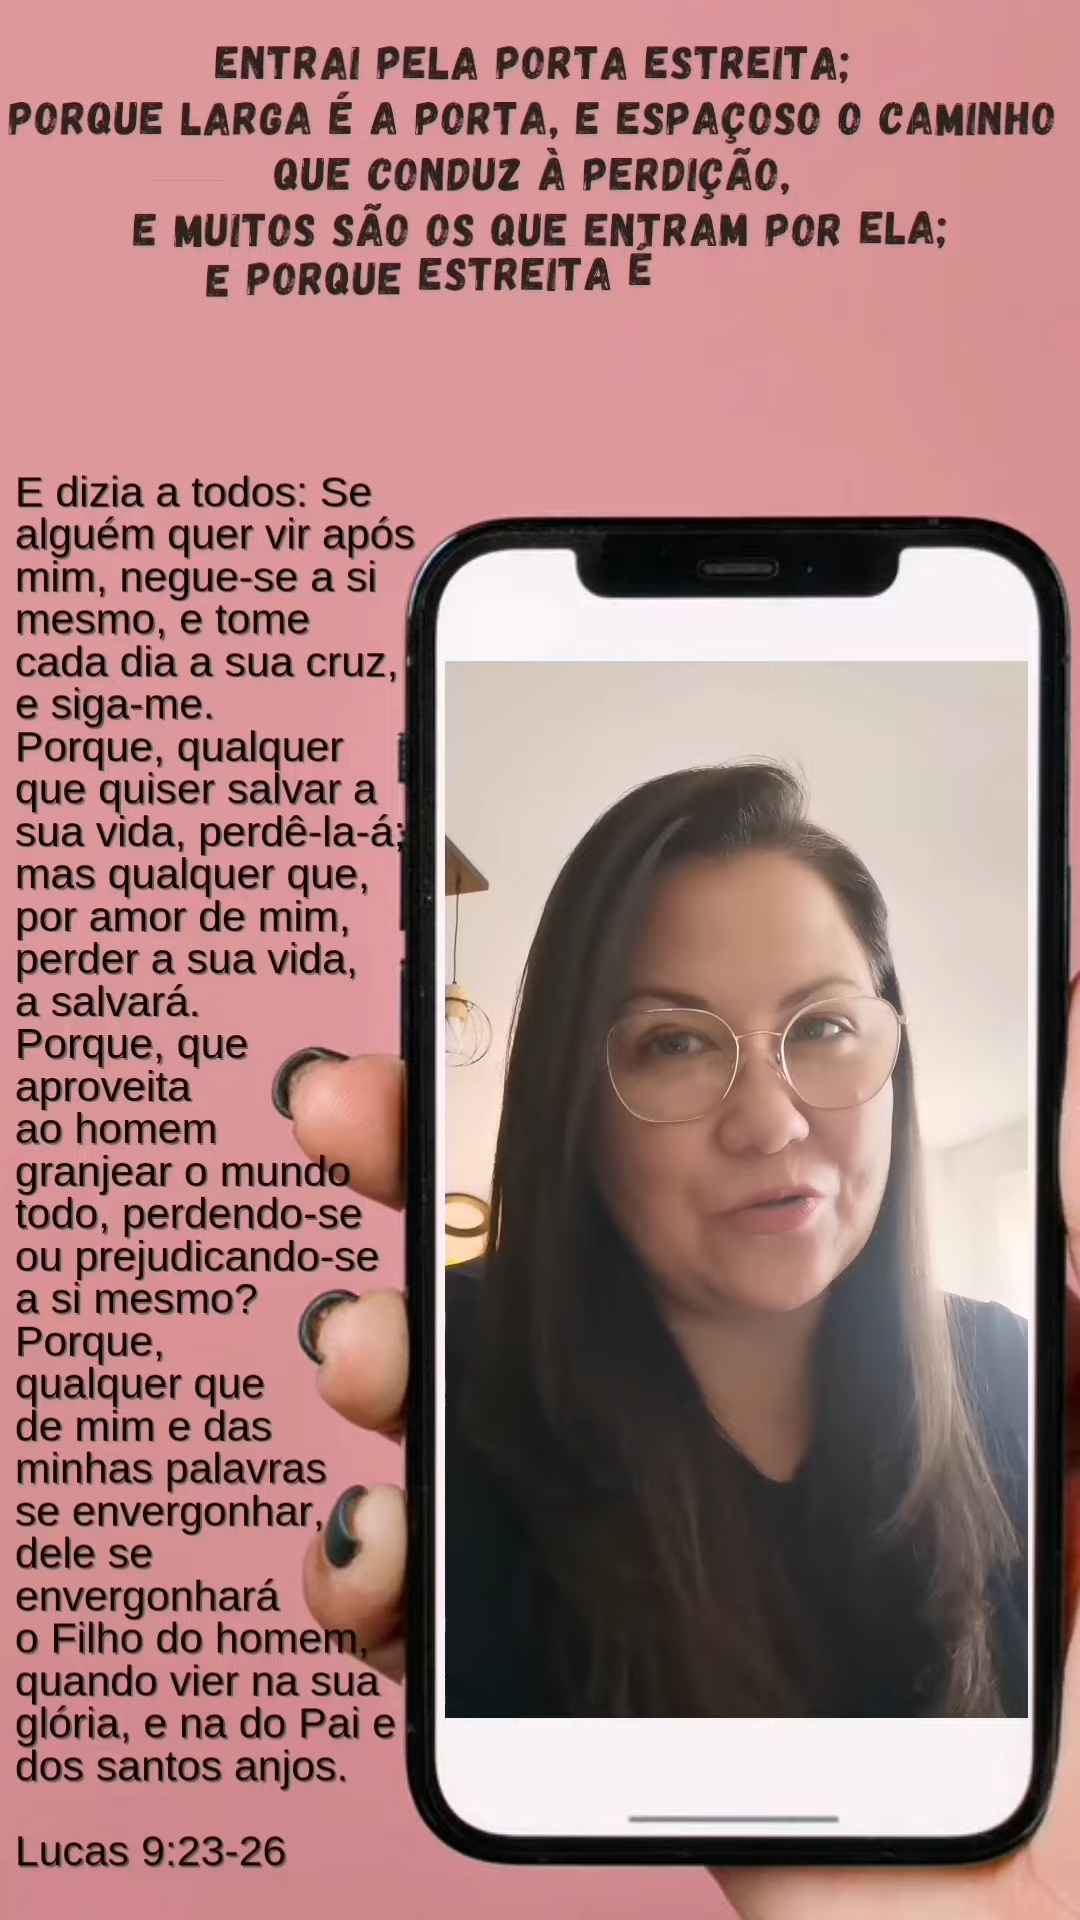 ENTRAI PELA PORTA ESTREITA;
PORQUE LARGA É A PORTA, E ESPAÇOSO O CAMINHO
QUE CONDUZ À PERDIÇÃO,
E MUITOS SÃO OS QUE ENTRAM POR ELA;
E PORQUE ESTREITA É
E dizia a todos: Se
alguém quer vir após
mim, negue-se a si
mesmo, e tome
cada dia a sua cruz,
e siga-me.
Porque, qualquer
que quiser salvar a
sua vida, perdê-la-á;
mas qualquer que,
por amor de mim,
perder a sua vida,
a salvará.
Porque, que
aproveita
ao homem
granjear o mundo
todo, perdendo-se
ou prejudicando-se
a si mesmo?
Porque,
qualquer que
de mim e das
minhas palavras
se envergonhar,
dele se
envergonhará
o Filho do homem,
quando vier na sua
glória, e na do Pai e
dos santos anjos.
Lucas 9:23-26